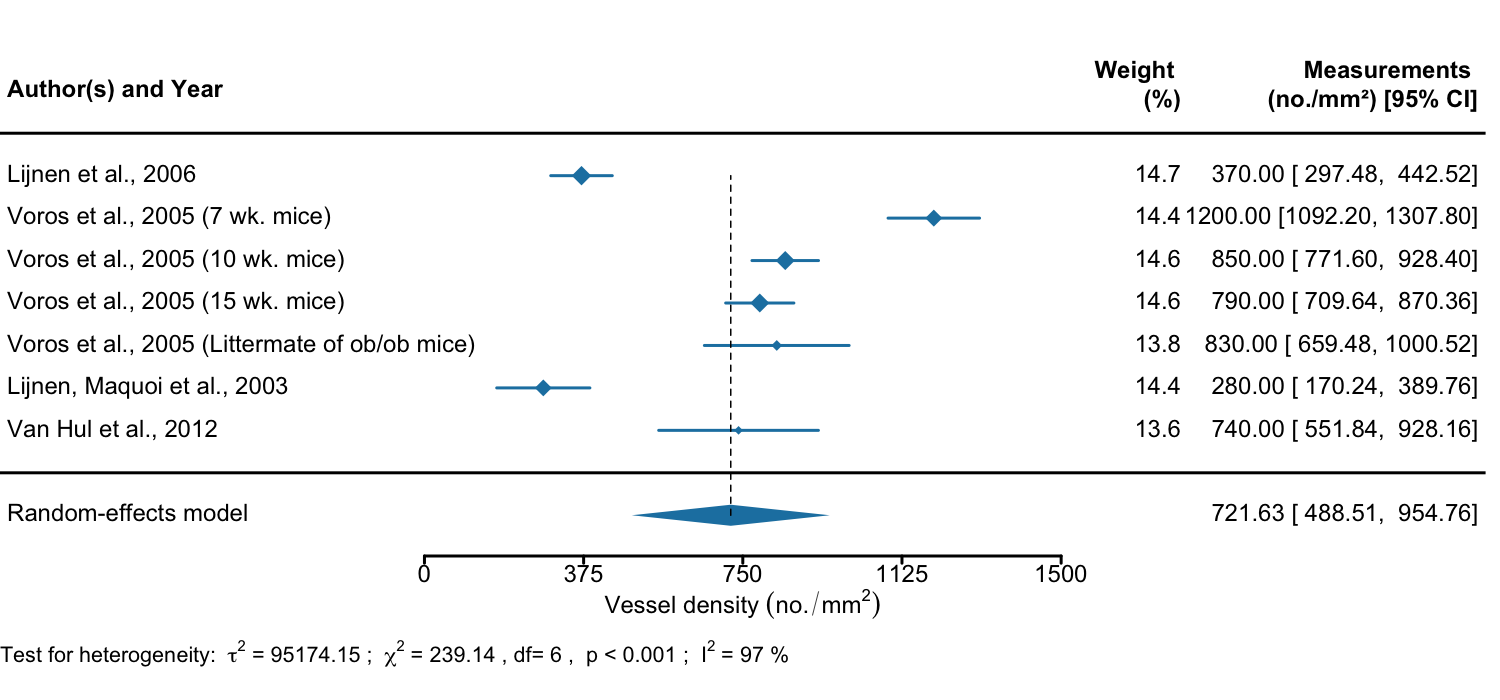 Author(s) and Year Weight (%) Measurements (no./mm²) [95% CI]
Lijnen et al., 2006 14.7 370.00 [ 297.48, 442.52]
Voros et al., 2005 (7 wk. mice) 14.4 1200.00 [1092.20, 1307.80]
Voros et al., 2005 (10 wk. mice) 14.6 850.00 [ 771.60, 928.40]
Voros et al., 2005 (15 wk. mice) 14.6 790.00 [ 709.64, 870.36]
Voros et al., 2005 (Littermate of ob/ob mice) 13.8 830.00 [ 659.48, 1000.52]
Lijnen, Maquoi et al., 2003 14.4 280.00 [ 170.24, 389.76]
Van Hul et al., 2012 13.6 740.00 [ 551.84, 928.16]
Random-effects model 721.63 [ 488.51, 954.76]
0 375 750 1125 1500
Vessel density (no./mm²)
Test for heterogeneity: τ² = 95174.15 ; χ² = 239.14 , df= 6 , p < 0.001 ; I² = 97 %